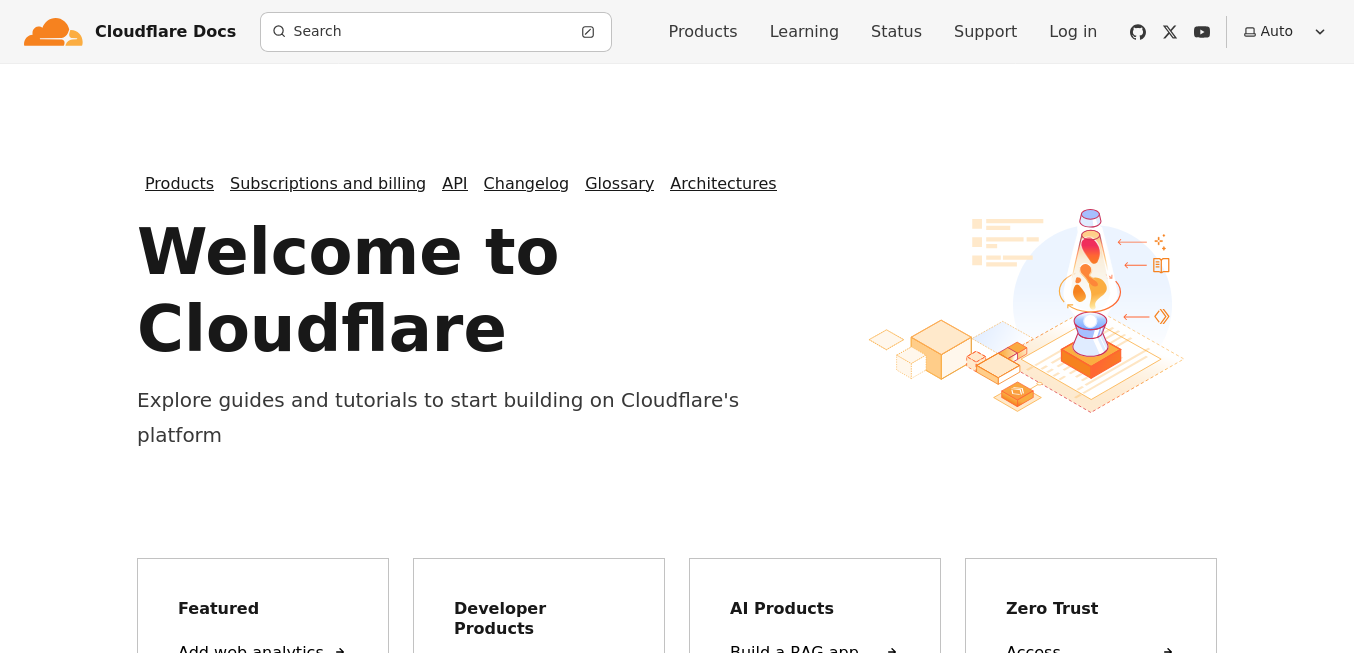 Cloudflare Docs
Search
Products
Learning
Status
Support
Log in
Auto
Products Subscriptions and billing API Changelog Glossary Architectures
Welcome to
Cloudflare
Explore guides and tutorials to start building on Cloudflare's
platform
Featured
Add web analytics
Developer
Products
AI Products
Build a RAG app
Zero Trust
Access